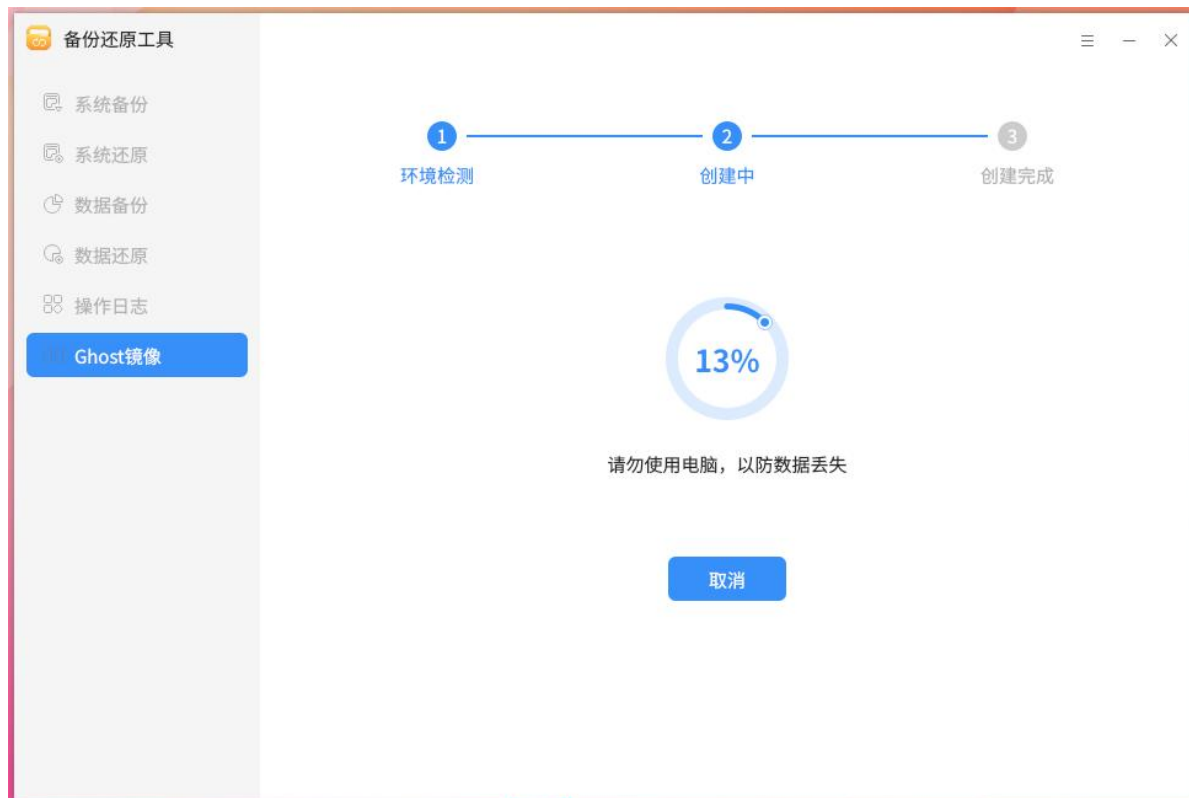 备份还原工具
系统备份
系统还原
数据备份
数据还原
操作日志
Ghost镜像
1 2 3
环境检测 创建中 创建完成
13%
请勿使用电脑，以防数据丢失
取消